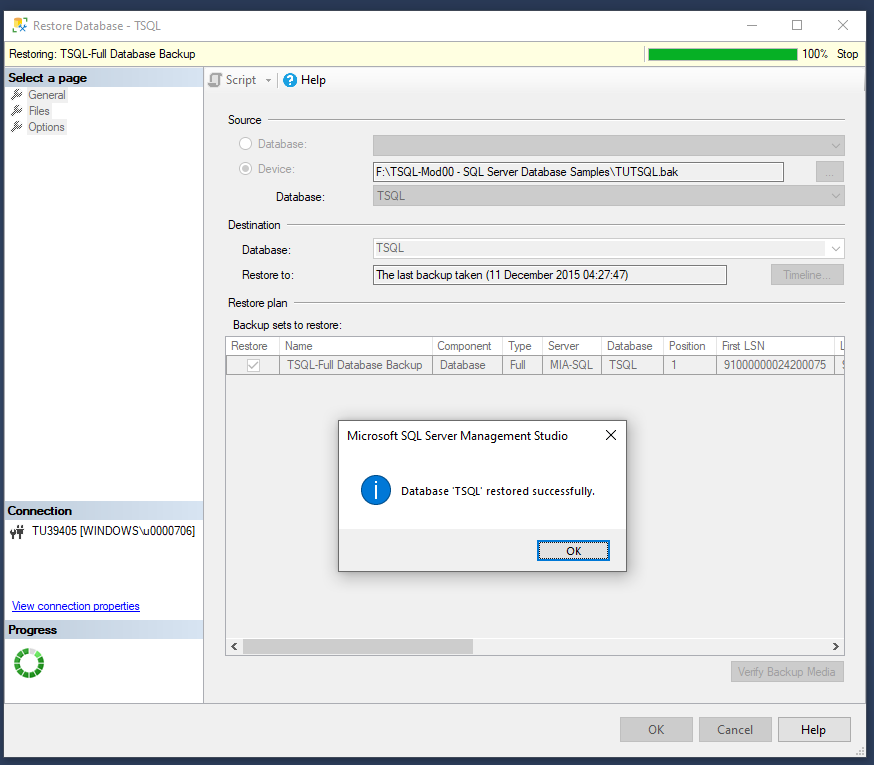 Restore Database - TSQL
Restoring: TSQL-Full Database Backup 100% Stop
Select a page
General
Files
Options
Script Help
Source
Database:
Device: F:\TSQL-Mod00 - SQL Server Database Samples\TUTSQL.bak ...
Database: TSQL
Destination
Database: TSQL
Restore to: The last backup taken (11 December 2015 04:27:47) Timeline...
Restore plan
Backup sets to restore:
Restore Name Component Type Server Database Position First LSN L
TSQL-Full Database Backup Database Full MIA-SQL TSQL 1 91000000024200075
Microsoft SQL Server Management Studio
Database 'TSQL' restored successfully.
OK
Connection
TU39405 [WINDOWS\u0000706]
View connection properties
Progress
Verify Backup Media
OK Cancel Help